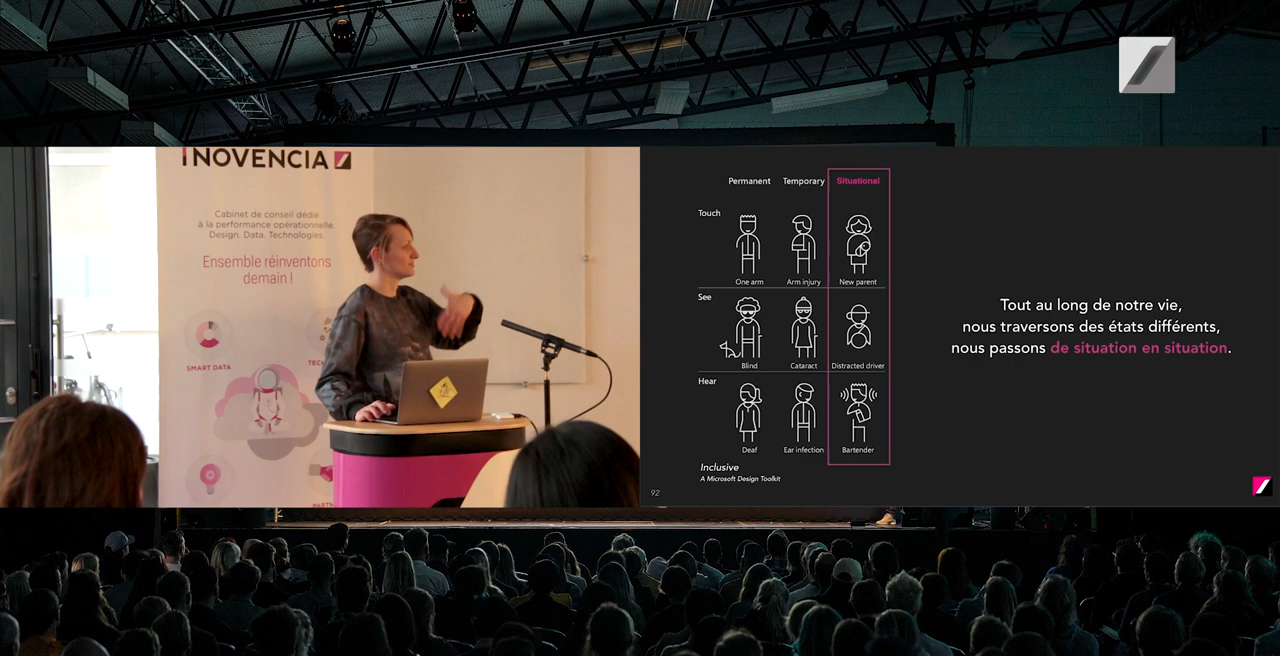 INOVENCIA
Cabinet de conseil dédié
à la performance opérationnelle.
Design. Data. Technologies.
Ensemble réinventons
demain !
SMART DATA
Permanent Temporary Situational
Touch
One arm Arm injury New parent
See
Blind Cataract Distracted driver
Hear
Deaf Ear infection Bartender
Inclusive
A Microsoft Design Toolkit
92
Tout au long de notre vie,
nous traversons des états différents,
nous passons de situation en situation.